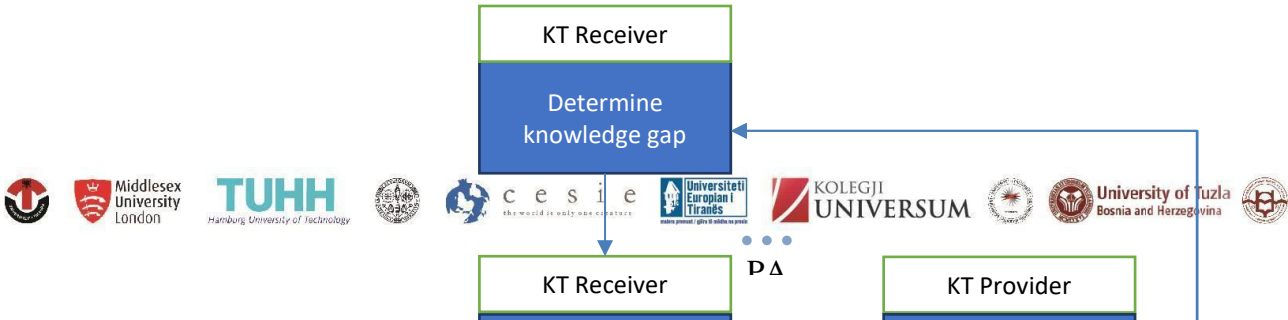 KT Receiver
Determine
knowledge gap
Middlesex
University
London
TUHH
Hamburg University of Technology
cesie
the world is only one creature
Universiteti
Europian i
Tiranës
KOLEGJI
UNIVERSUM
University of Tuzla
Bosnia and Herzegovina
KT Receiver
KT Provider